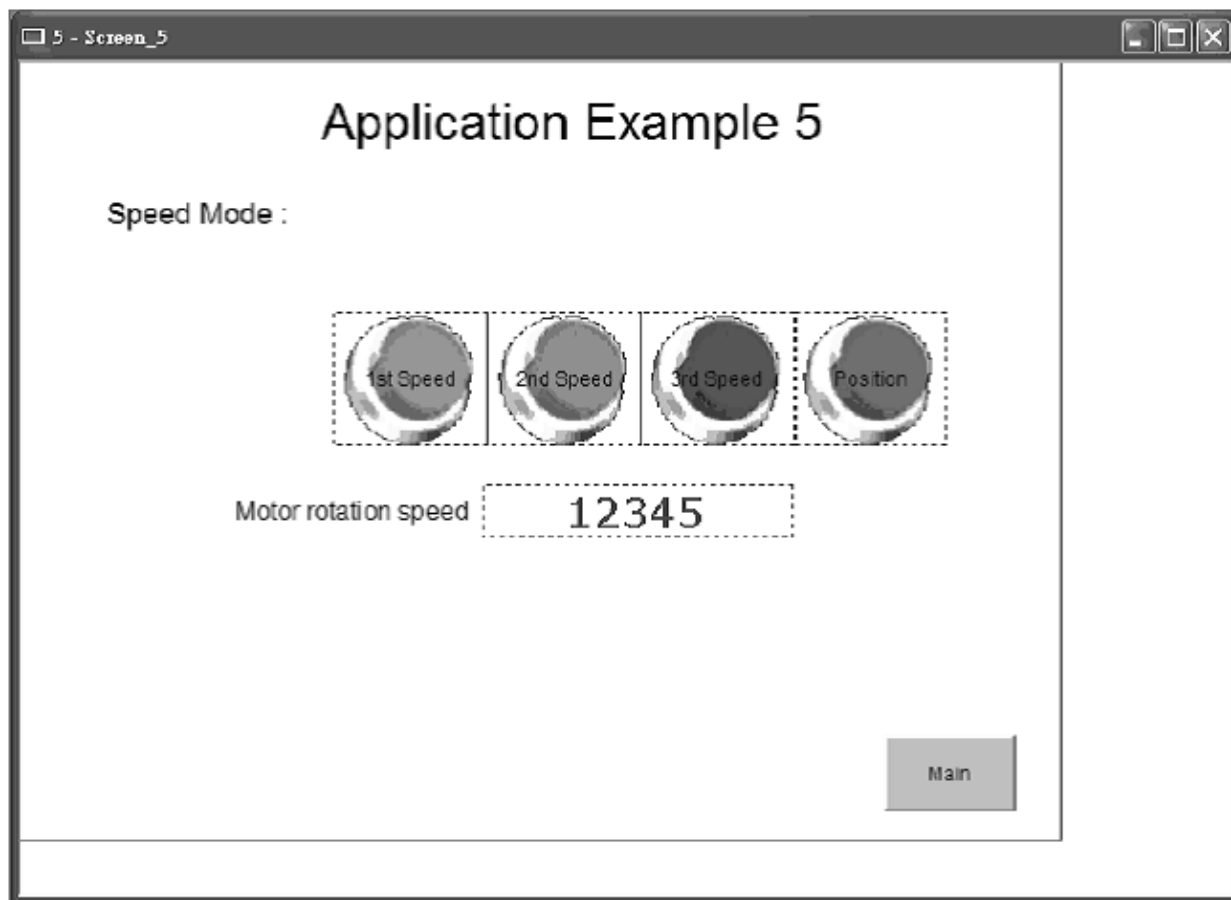 5 - Screen_5
Application Example 5
Speed Mode :
1st Speed 2nd Speed 3rd Speed Position
Motor rotation speed 12345
Main